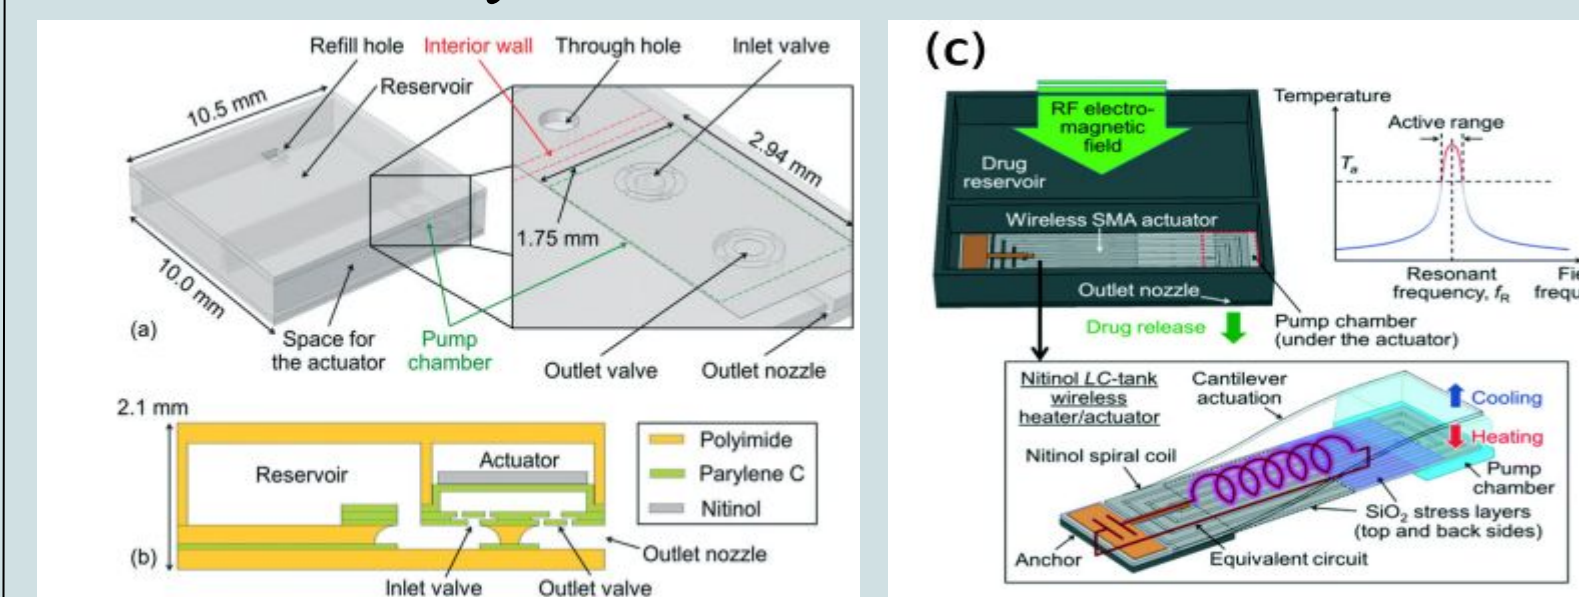 Refill hole
Interior wall
Through hole
Inlet valve
Reservoir
10.5 mm
2.94 mm
1.75 mm
10.0 mm
(a)
Space for
the actuator
Pump
chamber
Outlet valve
Outlet nozzle
2.1 mm
Reservoir
Actuator
Polyimide
Parylene C
Nitinol
(b)
Outlet nozzle
Inlet valve
Outlet valve
(c)
RF electro-
magnetic
field
Drug
reservoir
Wireless SMA actuator
Outlet nozzle
Drug release
Pump chamber
(under the actuator)
Temperature
Active range
Ta
Resonant
frequency, fR
Nitinol LC-tank
wireless
heater/actuator
Cantilever
actuation
Cooling
Heating
Nitinol spiral coil
Pump
chamber
SiO2 stress layers
(top and back sides)
Anchor
Equivalent circuit